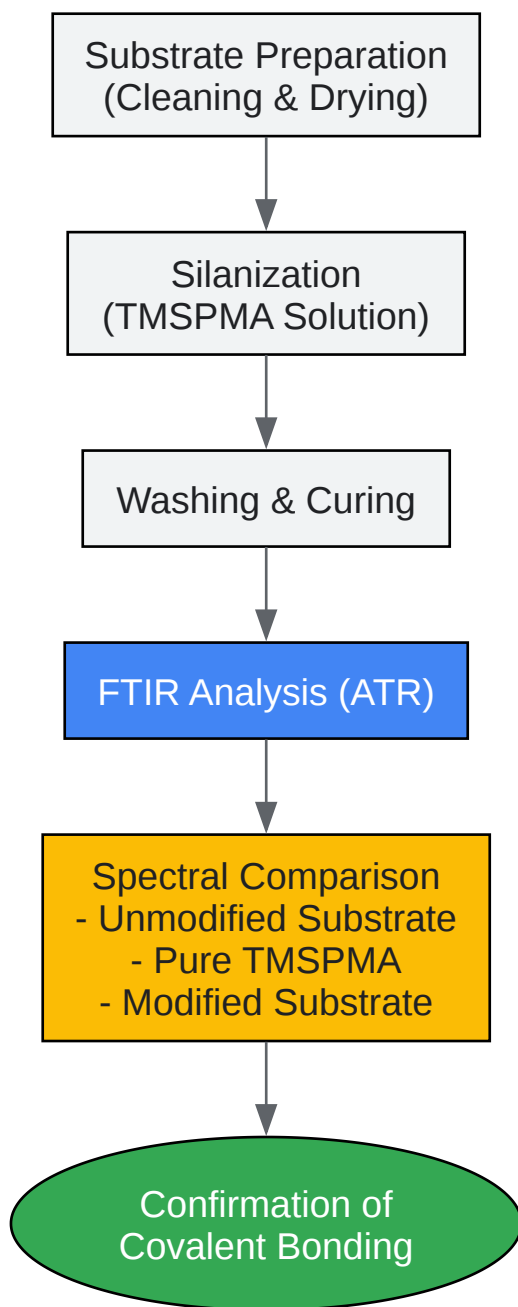 Substrate Preparation
(Cleaning & Drying)
Silanization
(TMSPMA Solution)
Washing & Curing
FTIR Analysis (ATR)
Spectral Comparison
- Unmodified Substrate
- Pure TMSPMA
- Modified Substrate
Confirmation of
Covalent Bonding